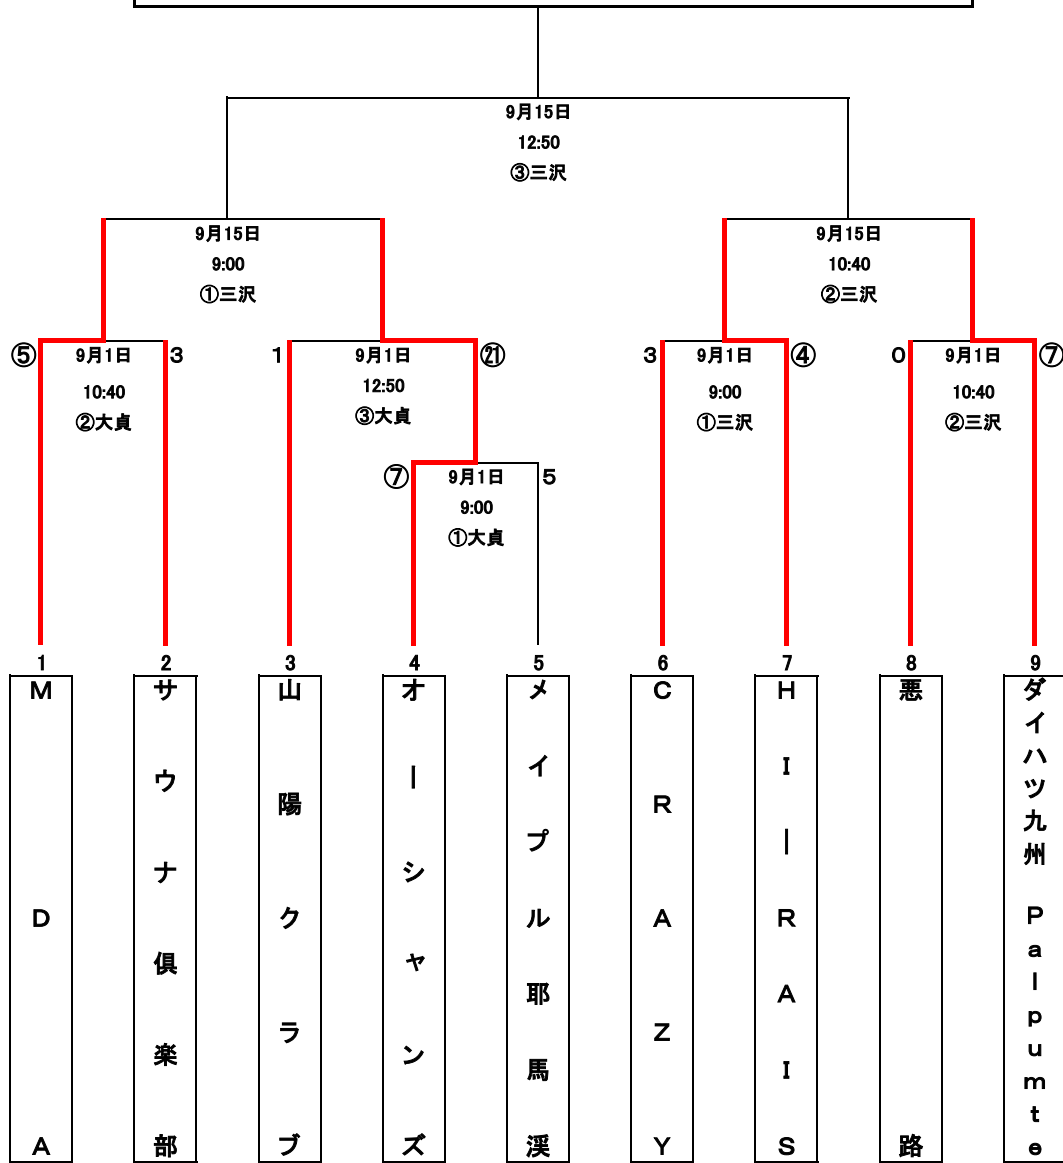 9月15日
12:50
③三沢
9月15日
9:00
①三沢
9月15日
10:40
②三沢
⑤
9月1日
3
10:40
②大貞
1
9月1日
㉑
12:50
③大貞
3
9月1日
④
9:00
①三沢
0
9月1日
⑦
10:40
②三沢
⑦
9月1日
5
9:00
①大貞
1
2
3
4
5
6
7
8
9
MDA
サウナ倶楽部
山陽クラブ
オーシャンズ
メイプル耶馬渓
CRAZY
HI-RAIS
悪路
ダイハツ九州 Palpumte